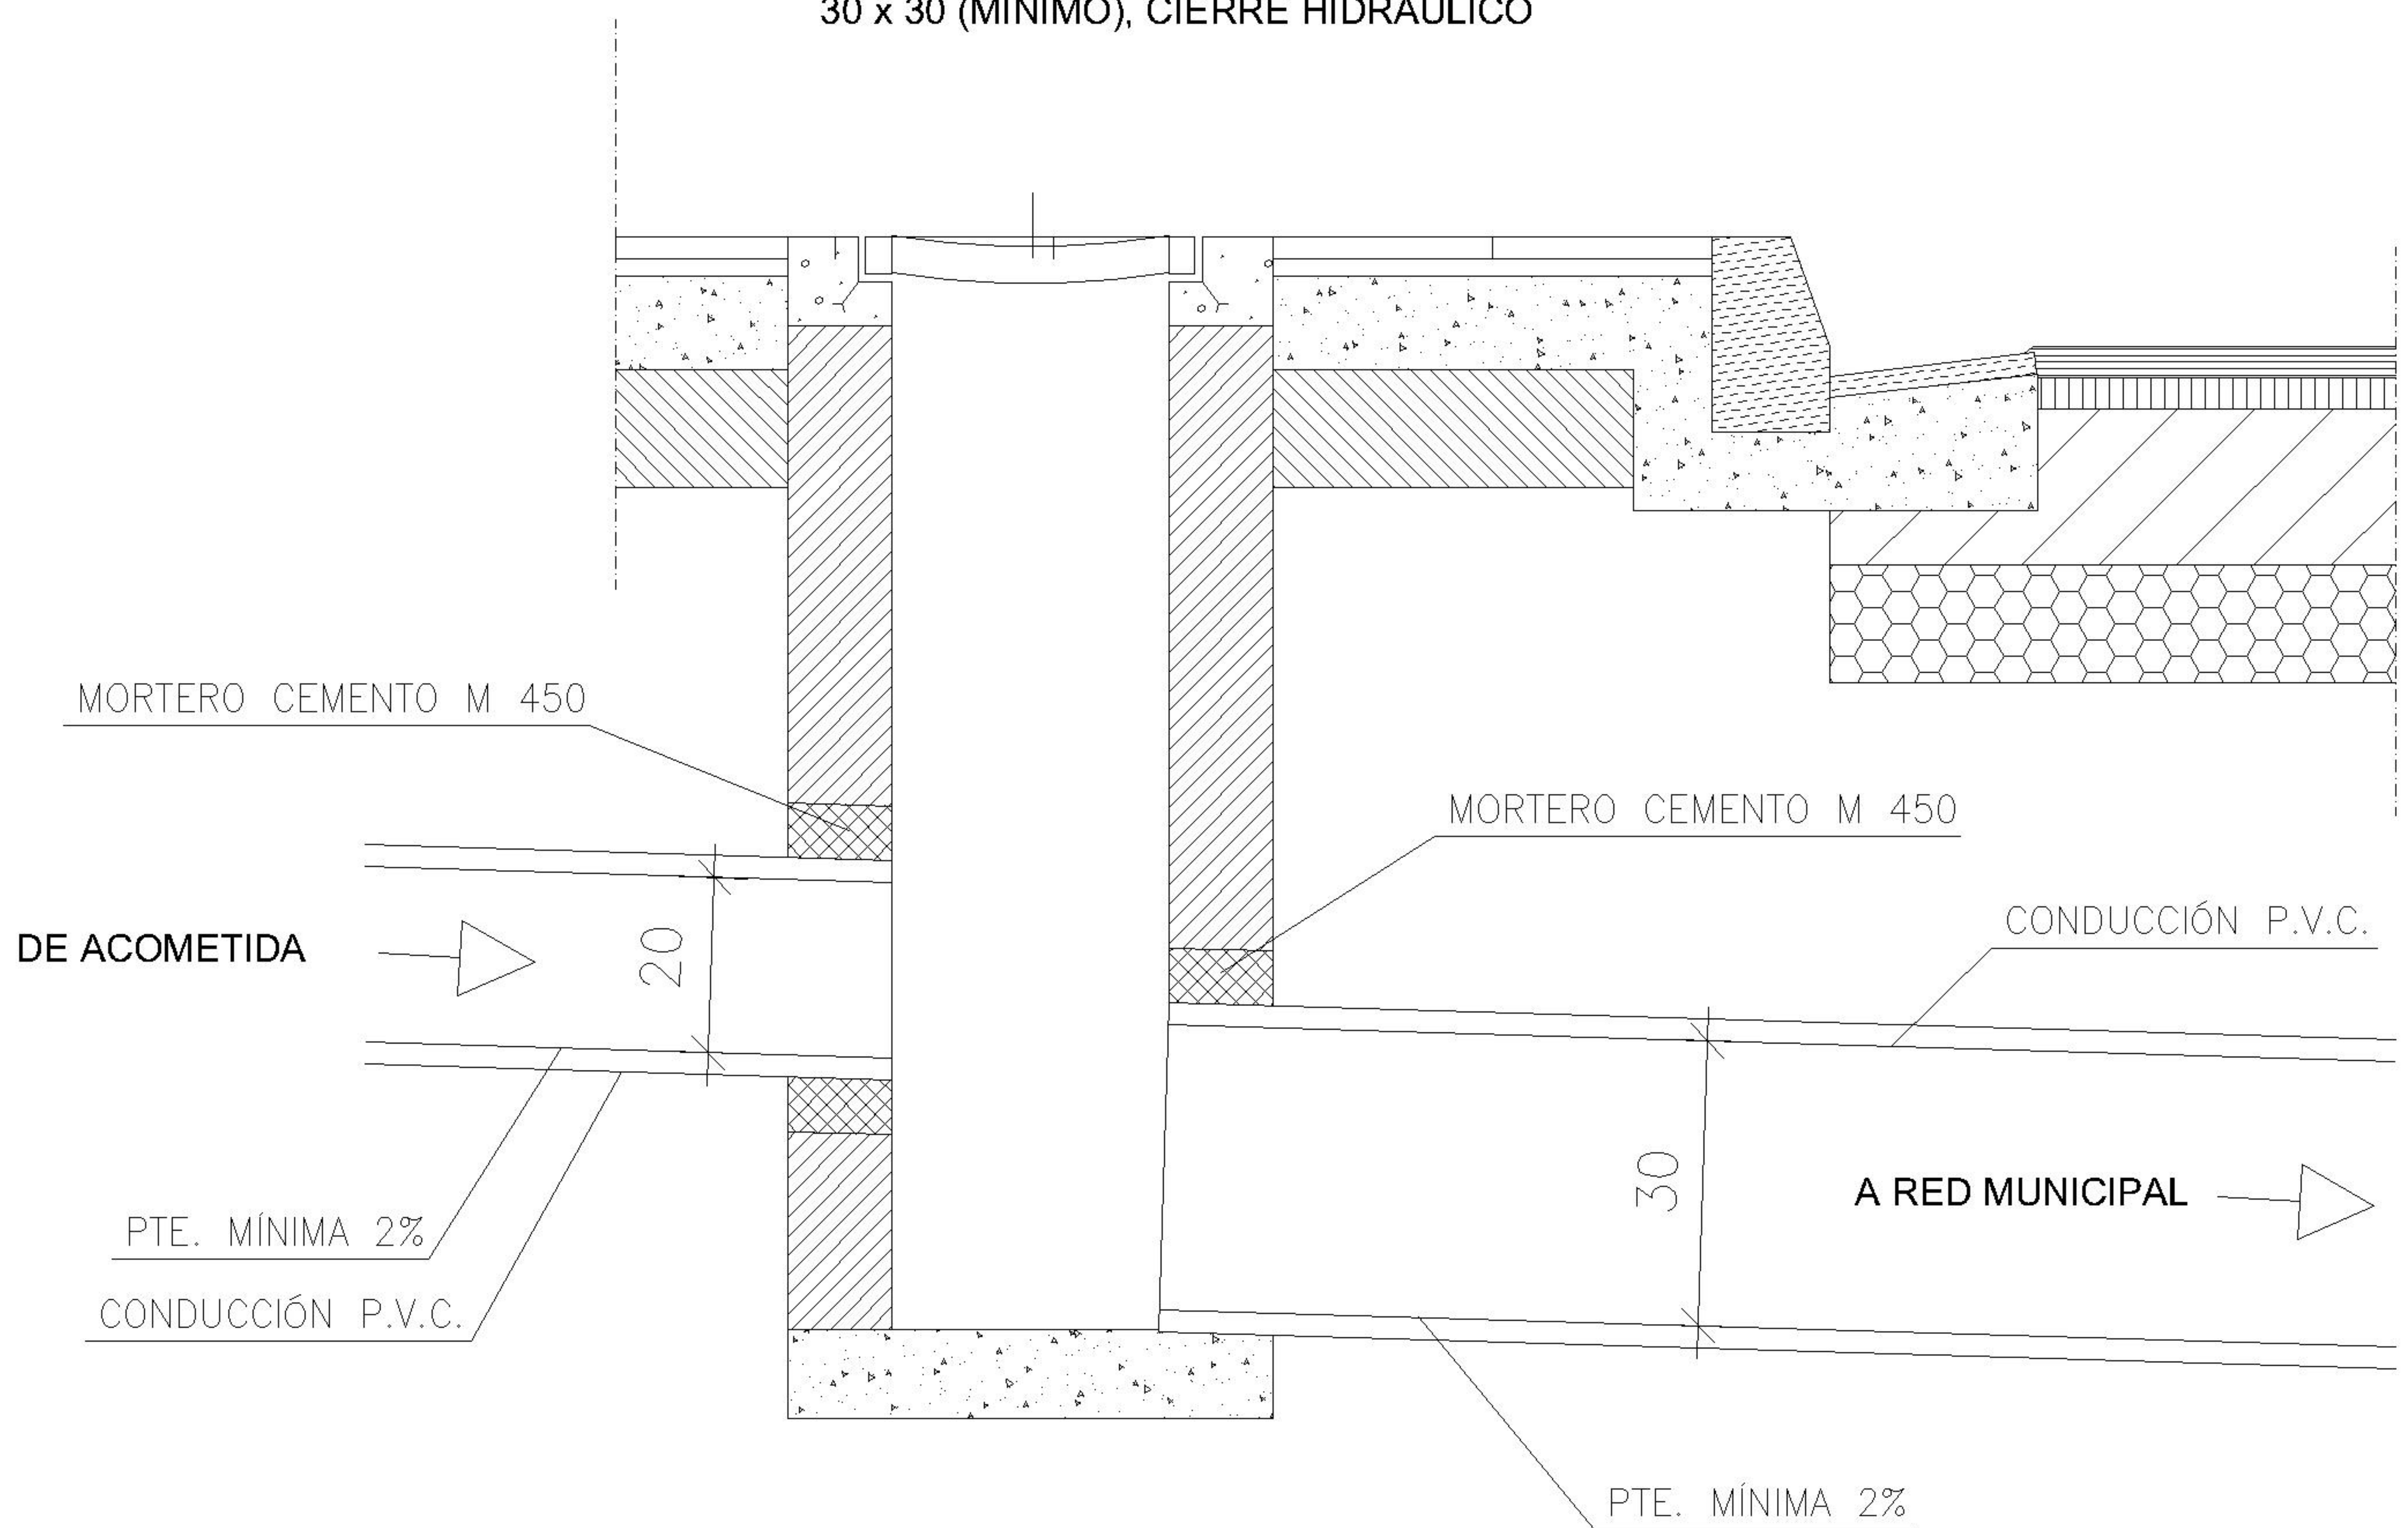 30 x 30 (MÍNIMO), CIERRE HIDRÁULICO
MORTERO CEMENTO M 450
MORTERO CEMENTO M 450
CONDUCCIÓN P.V.C.
DE ACOMETIDA
20
30
A RED MUNICIPAL
PTE. MÍNIMA 2%
CONDUCCIÓN P.V.C.
PTE. MÍNIMA 2%